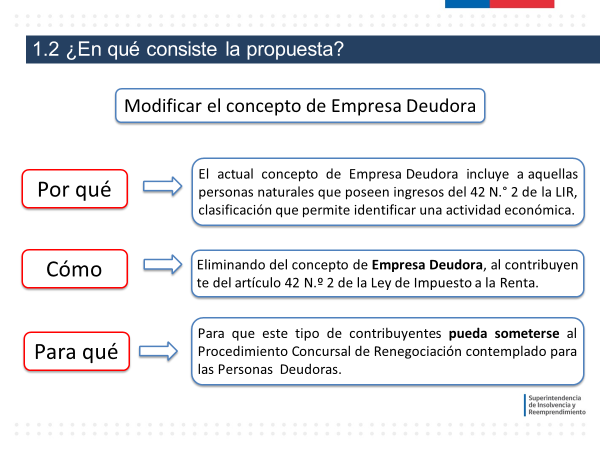 1.2 ¿En qué consiste la propuesta?
Modificar el concepto de Empresa Deudora
Por qué
El actual concepto de Empresa Deudora incluye a aquellas
personas naturales que poseen ingresos del 42 N.° 2 de la LIR,
clasificación que permite identificar una actividad económica.
Cómo
Eliminando del concepto de Empresa Deudora, al contribuyen
te del artículo 42 N.º 2 de la Ley de Impuesto a la Renta.
Para qué
Para que este tipo de contribuyentes pueda someterse al
Procedimiento Concursal de Renegociación contemplado para
las Personas Deudoras.
Superintendencia
de Insolvencia y
Reemprendimiento